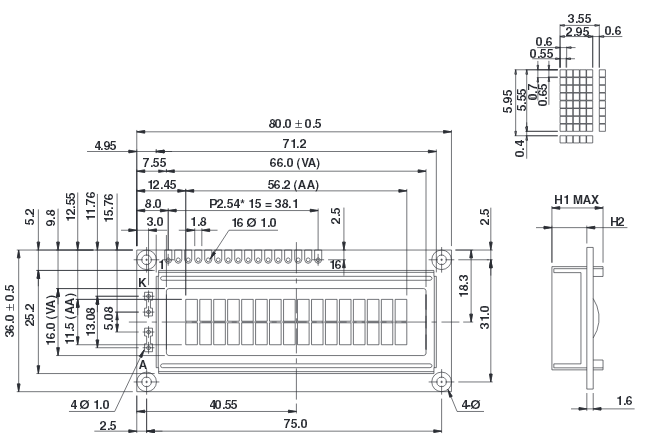 3.55
2.95
0.6
0.6
0.55
5.95
5.55
0.7
0.65
0.4
80.0 ± 0.5
4.95
71.2
7.55
66.0 (VA)
12.45
56.2 (AA)
8.0
P2.54* 15 = 38.1
3.0
1.8
16 Ø 1.0
2.5
2.5
5.2
9.8
12.55
11.76
15.76
H1 MAX
H2
1
16
K
A
36.0 ± 0.5
25.2
16.0 (VA)
11.5 (AA)
13.08
5.08
18.3
31.0
4 Ø 1.0
40.55
4-Ø
2.5
75.0
1.6